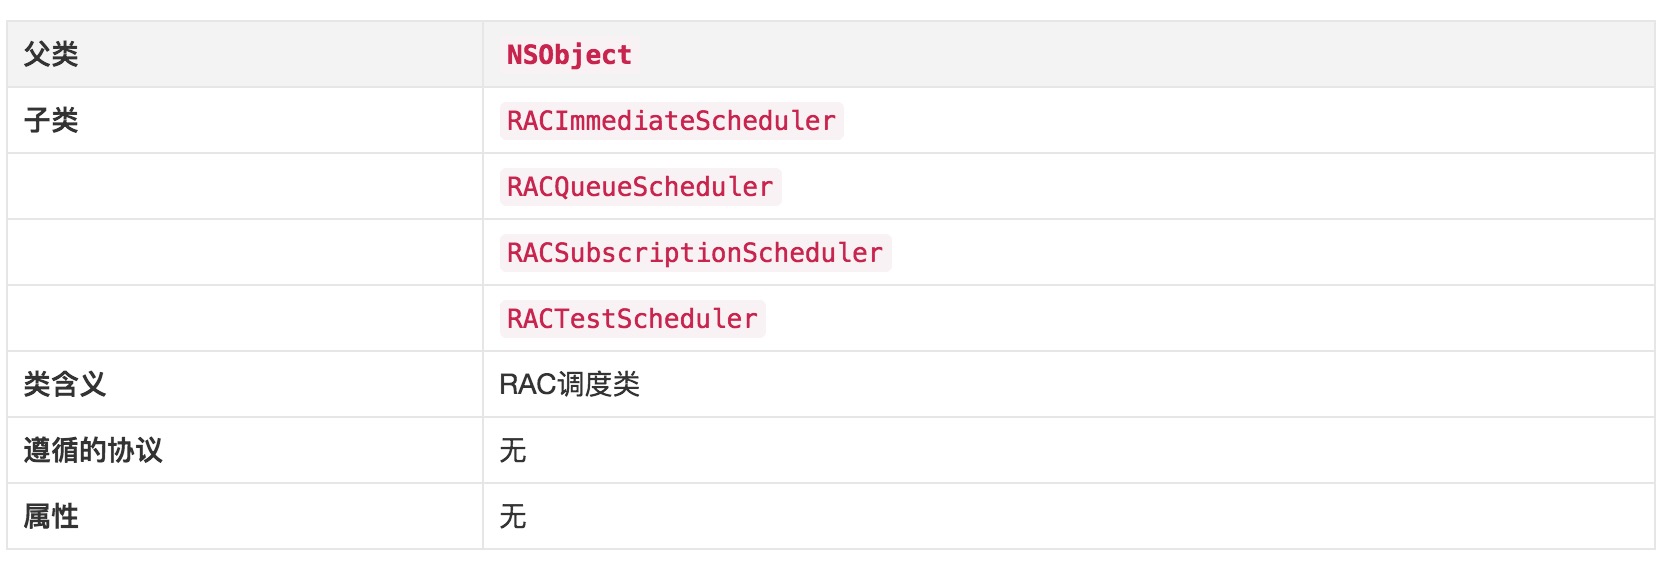 父类 NSObject
子类 RACImmediateScheduler
RACQueueScheduler
RACSubscriptionScheduler
RACTestScheduler
类含义 RAC调度类
遵循的协议 无
属性 无